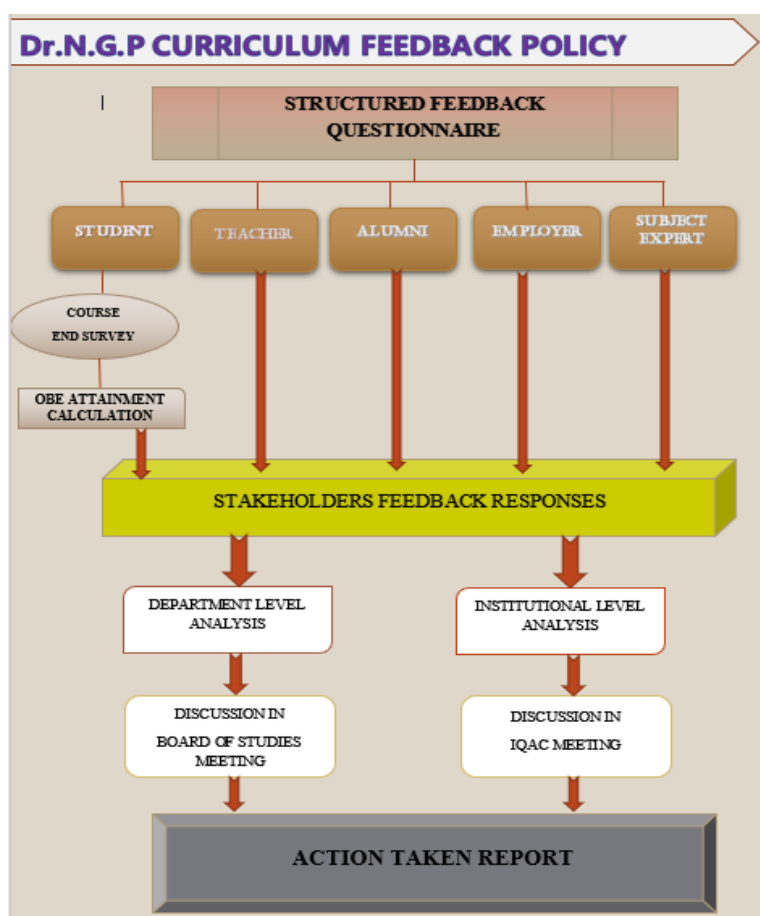 Dr.N.G.P CURRICULUM FEEDBACK POLICY
STRUCTURED FEEDBACK
QUESTIONNAIRE
STUDENT
TEACHER
ALUMNI
EMPLOYER
SUBJECT
EXPERT
COURSE
END SURVEY
OBE ATTAINMENT
CALCULATION
STAKEHOLDERS FEEDBACK RESPONSES
DEPARTMENT LEVEL
ANALYSIS
INSTITUTIONAL LEVEL
ANALYSIS
DISCUSSION IN
BOARD OF STUDIES
MEETING
DISCUSSION IN
IQAC MEETING
ACTION TAKEN REPORT